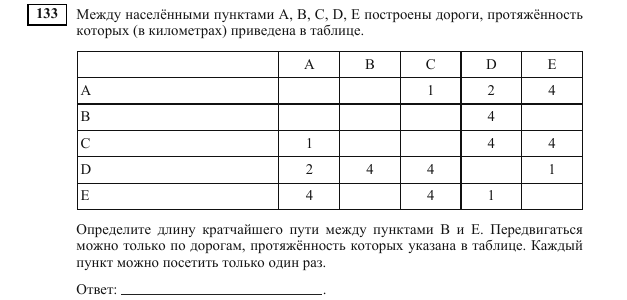 133 Между населёнными пунктами A, B, C, D, E построены дороги, протяжённость
которых (в километрах) приведена в таблице.
A B C D E
A 1 2 4
B 4
C 1 4 4
D 2 4 4 1
E 4 4 1
Определите длину кратчайшего пути между пунктами B и E. Передвигаться
можно только по дорогам, протяжённость которых указана в таблице. Каждый
пункт можно посетить только один раз.
Ответ: ______________________________.